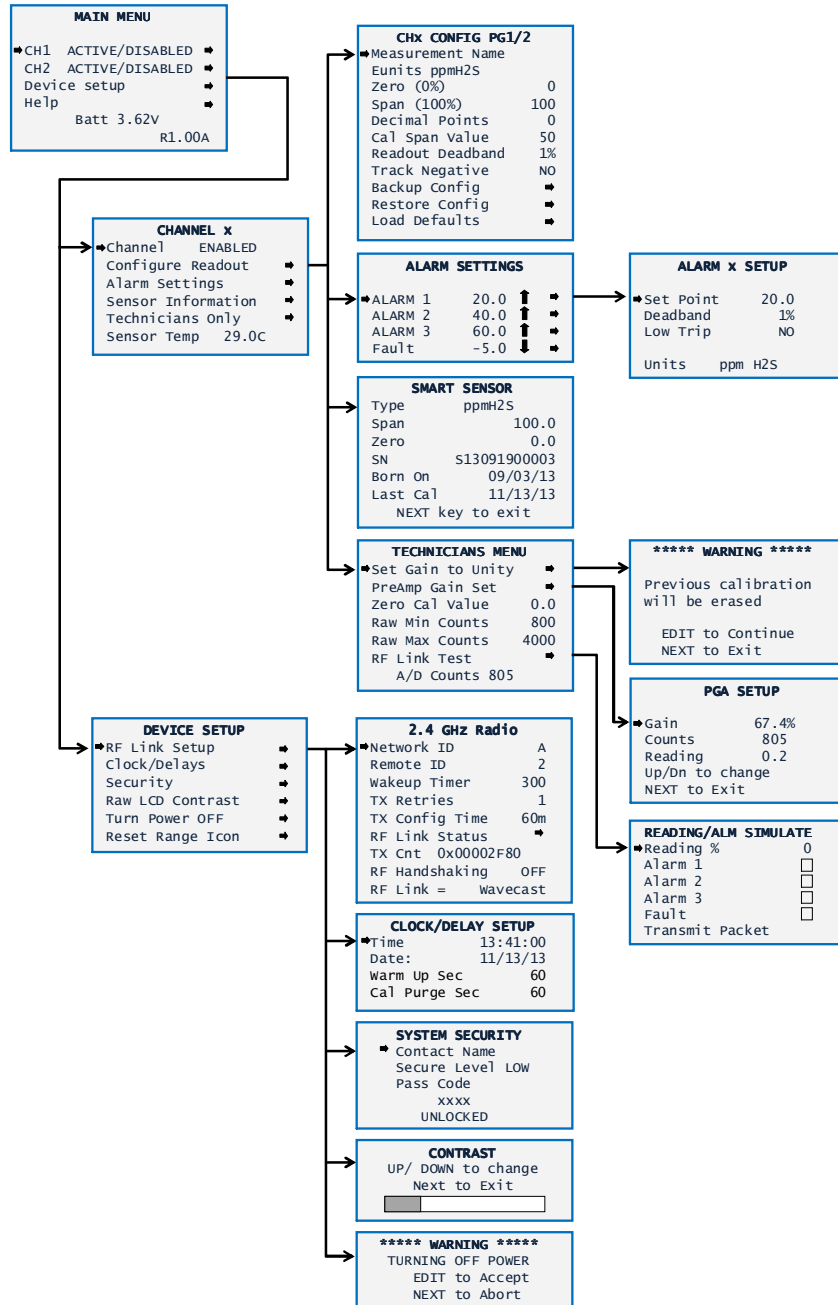 MAIN MENU
CH1 ACTIVE/DISABLED
CH2 ACTIVE/DISABLED
Device setup
Help
Batt 3.62V
R1.00A
CHx CONFIG PG1/2
Measurement Name
Eunits ppmH2S
Zero (0%) 0
Span (100%) 100
Decimal Points 0
Cal Span Value 50
Readout Deadband 1%
Track Negative NO
Backup Config
Restore Config
Load Defaults
CHANNEL x
Channel ENABLED
Configure Readout
Alarm Settings
Sensor Information
Technicians Only
Sensor Temp 29.0C
ALARM SETTINGS
ALARM 1 20.0
ALARM 2 40.0
ALARM 3 60.0
Fault -5.0
ALARM x SETUP
Set Point 20.0
Deadband 1%
Low Trip NO
Units ppm H2S
SMART SENSOR
Type ppmH2S
Span 100.0
Zero 0.0
SN S13091900003
Born On 09/03/13
Last Cal 11/13/13
NEXT key to exit
TECHNICIANS MENU
Set Gain to Unity
PreAmp Gain Set
Zero Cal Value 0.0
Raw Min Counts 800
Raw Max Counts 4000
RF Link Test
A/D Counts 805
***** WARNING *****
Previous calibration
will be erased
EDIT to Continue
NEXT to Exit
PGA SETUP
Gain 67.4%
Counts 805
Reading 0.2
Up/Dn to change
NEXT to Exit
READING/ALM SIMULATE
Reading % 0
Alarm 1
Alarm 2
Alarm 3
Fault
Transmit Packet
DEVICE SETUP
RF Link Setup
Clock/Delays
Security
Raw LCD Contrast
Turn Power OFF
Reset Range Icon
2.4 GHz Radio
Network ID A
Remote ID 2
Wakeup Timer 300
TX Retries 1
TX Config Time 60m
RF Link Status
TX Cnt 0x00002F80
RF Handshaking OFF
RF Link = Wavecast
CLOCK/DELAY SETUP
Time 13:41:00
Date: 11/13/13
Warm Up Sec 60
Cal Purge Sec 60
SYSTEM SECURITY
Contact Name
Secure Level LOW
Pass Code
xxxx
UNLOCKED
CONTRAST
UP/ DOWN to change
Next to Exit
***** WARNING *****
TURNING OFF POWER
EDIT to Accept
NEXT to Abort